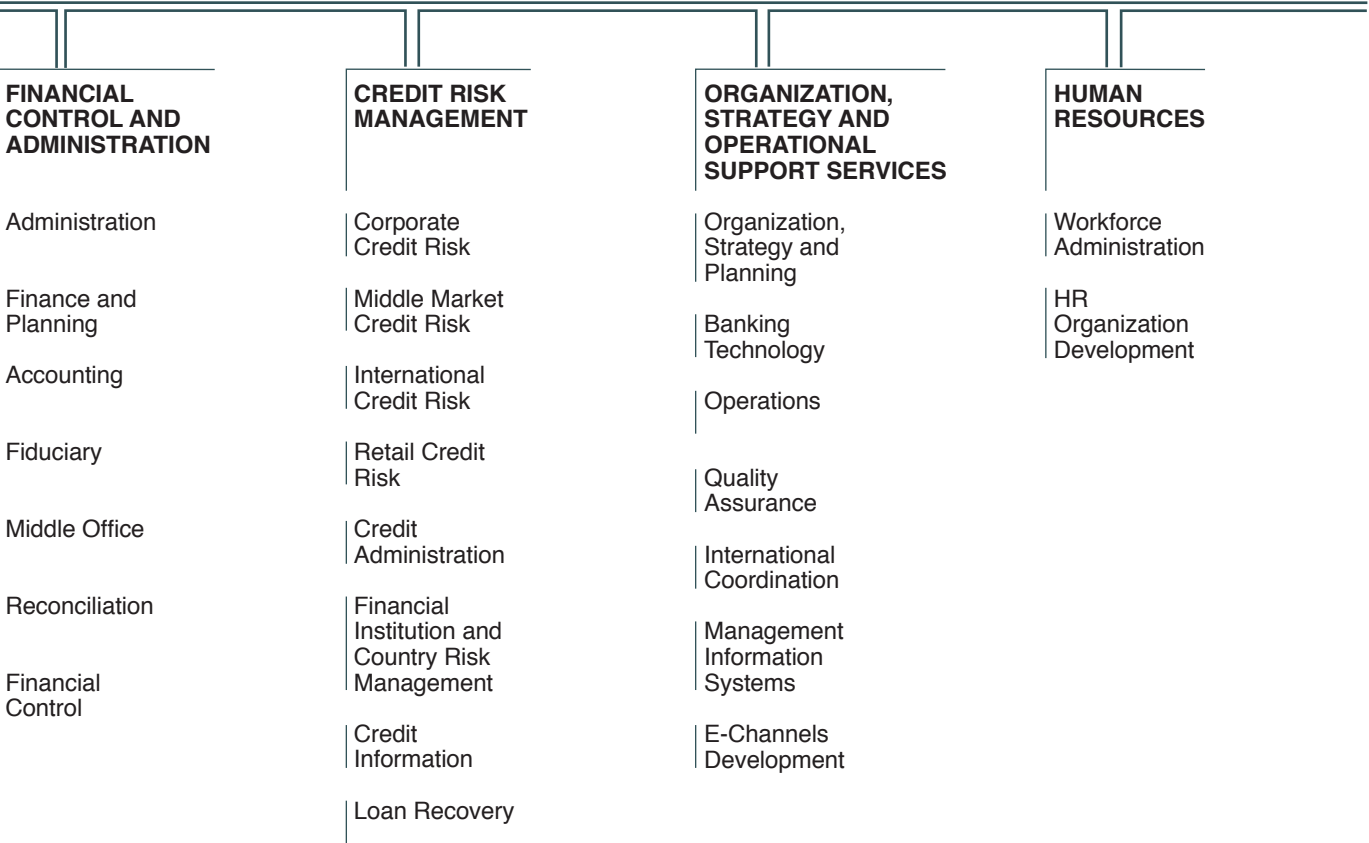 FINANCIAL
CONTROL AND
ADMINISTRATION
Administration
Finance and
Planning
Accounting
Fiduciary
Middle Office
Reconciliation
Financial
Control
CREDIT RISK
MANAGEMENT
Corporate
Credit Risk
Middle Market
Credit Risk
International
Credit Risk
Retail Credit
Risk
Credit
Administration
Financial
Institution and
Country Risk
Management
Credit
Information
Loan Recovery
ORGANIZATION,
STRATEGY AND
OPERATIONAL
SUPPORT SERVICES
Organization,
Strategy and
Planning
Banking
Technology
Operations
Quality
Assurance
International
Coordination
Management
Information
Systems
E-Channels
Development
HUMAN
RESOURCES
Workforce
Administration
HR
Organization
Development